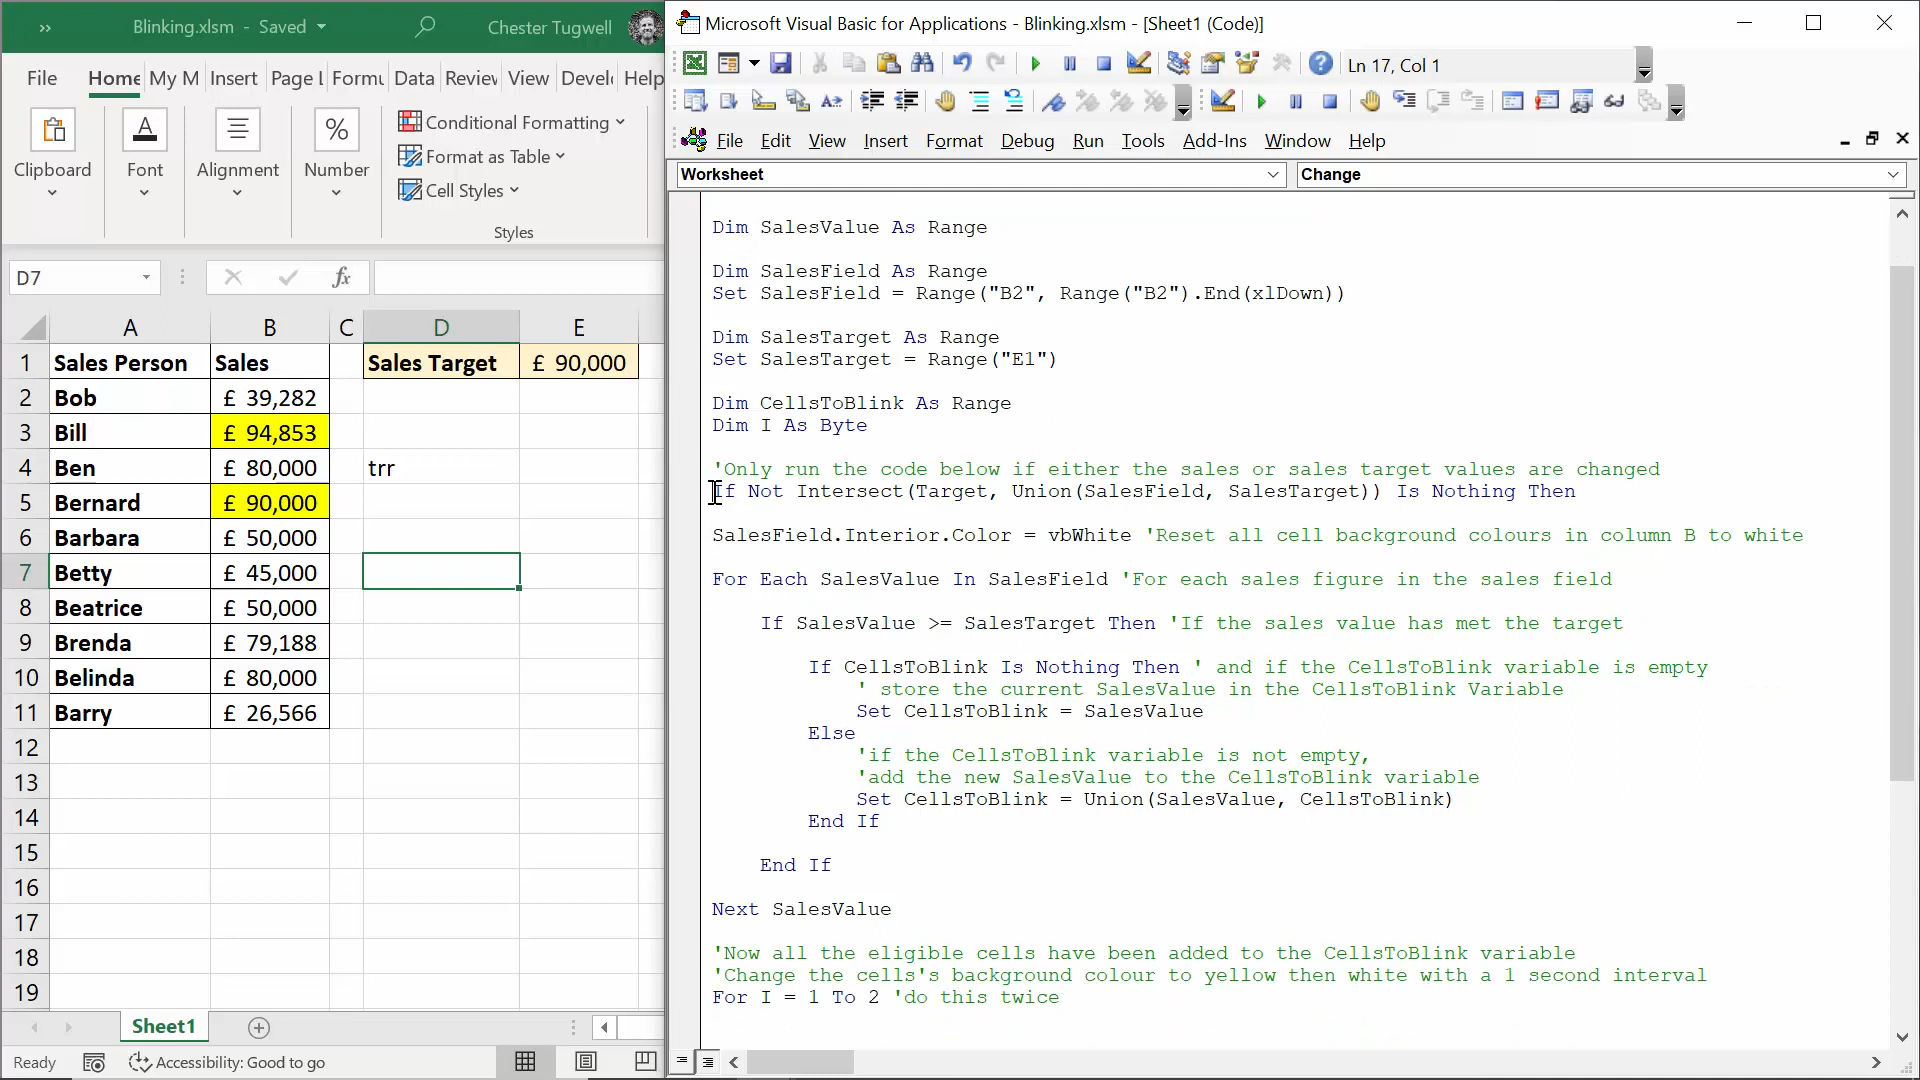 Blinking.xlsm - Saved
Chester Tugwell
File Home My M Insert Page L Formu Data Review View Develo Help
Clipboard
Font
Alignment
Number
Conditional Formatting
Format as Table
Cell Styles
Styles
D7
fx
A B C D E
1 Sales Person Sales Sales Target £ 90,000
2 Bob £ 39,282
3 Bill £ 94,853
4 Ben £ 80,000 trr
5 Bernard £ 90,000
6 Barbara £ 50,000
7 Betty £ 45,000
8 Beatrice £ 50,000
9 Brenda £ 79,188
10 Belinda £ 80,000
11 Barry £ 26,566
12
13
14
15
16
17
18
19
Sheet1
Ready
Accessibility: Good to go
Microsoft Visual Basic for Applications - Blinking.xlsm - [Sheet1 (Code)]
Ln 17, Col 1
File Edit View Insert Format Debug Run Tools Add-Ins Window Help
Worksheet
Change
Dim SalesValue As Range
Dim SalesField As Range
Set SalesField = Range("B2", Range("B2").End(xlDown))
Dim SalesTarget As Range
Set SalesTarget = Range("E1")
Dim CellsToBlink As Range
Dim I As Byte
'Only run the code below if either the sales or sales target values are changed
If Not Intersect(Target, Union(SalesField, SalesTarget)) Is Nothing Then
SalesField.Interior.Color = vbWhite 'Reset all cell background colours in column B to white
For Each SalesValue In SalesField 'For each sales figure in the sales field
If SalesValue >= SalesTarget Then 'If the sales value has met the target
If CellsToBlink Is Nothing Then ' and if the CellsToBlink variable is empty
' store the current SalesValue in the CellsToBlink Variable
Set CellsToBlink = SalesValue
Else
'if the CellsToBlink variable is not empty,
'add the new SalesValue to the CellsToBlink variable
Set CellsToBlink = Union(SalesValue, CellsToBlink)
End If
End If
Next SalesValue
'Now all the eligible cells have been added to the CellsToBlink variable
'Change the cells's background colour to yellow then white with a 1 second interval
For I = 1 To 2 'do this twice